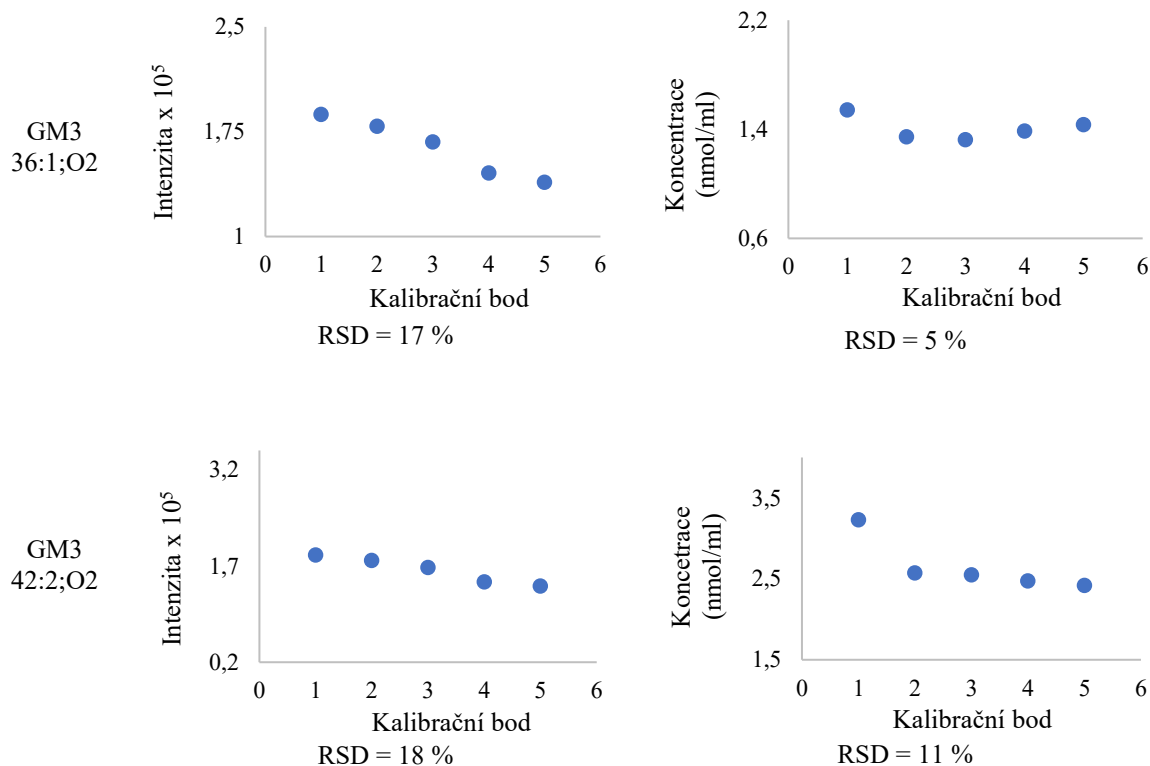 GM3
36:1;O2
Intenzita x 10⁵
2,5
1,75
1
0 1 2 3 4 5 6
Kalibrační bod
RSD = 17 %
Koncentrace
(nmol/ml)
2,2
1,4
0,6
0 1 2 3 4 5 6
Kalibrační bod
RSD = 5 %
GM3
42:2;O2
Intenzita x 10⁵
3,2
1,7
0,2
0 1 2 3 4 5 6
Kalibrační bod
RSD = 18 %
Koncetrace
(nmol/ml)
3,5
2,5
1,5
0 1 2 3 4 5 6
Kalibrační bod
RSD = 11 %